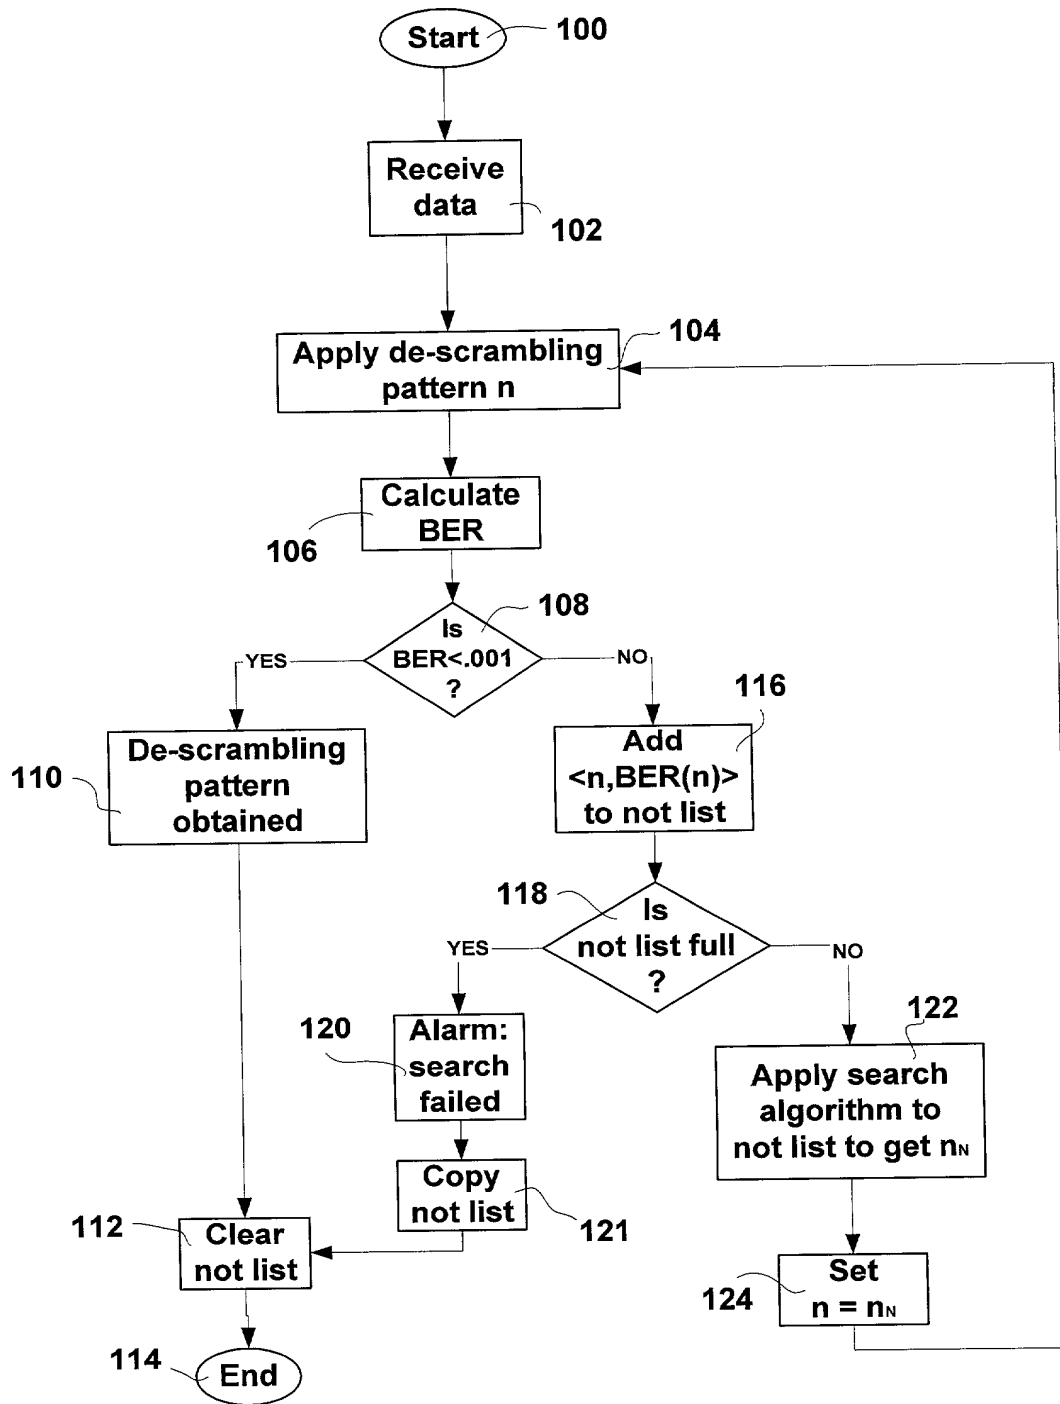 Start
100
Receive
data
102
Apply de-scrambling
pattern n
104
Calculate
BER
106
Is
BER<.001
?
108
YES
NO
De-scrambling
pattern
obtained
110
Add
<n,BER(n)>
to not list
116
Is
not list full
?
118
YES
NO
Alarm:
search
failed
120
Apply search
algorithm to
not list to get nN
122
Copy
not list
121
Clear
not list
112
Set
n = nN
124
End
114